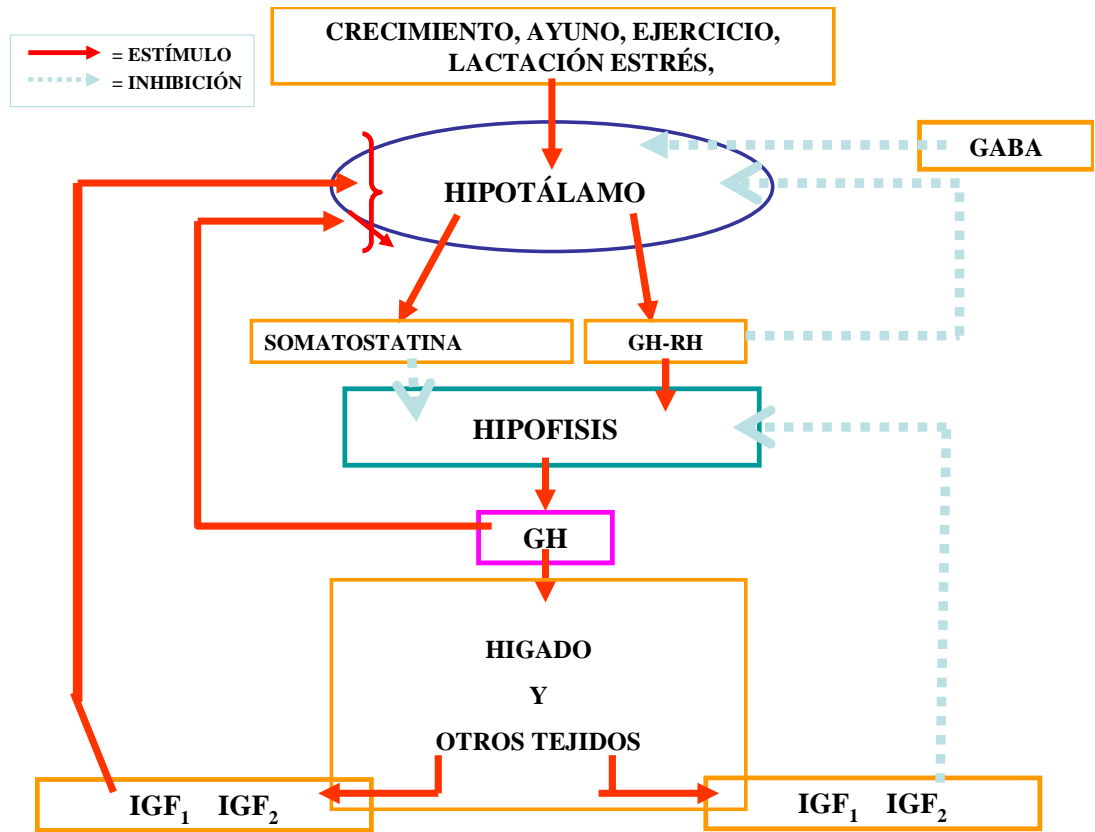 CRECIMIENTO, AYUNO, EJERCICIO,
LACTACIÓN ESTRÉS,
= ESTÍMULO
= INHIBICIÓN
GABA
HIPOTÁLAMO
SOMATOSTATINA
GH-RH
HIPOFISIS
GH
HIGADO
Y
OTROS TEJIDOS
IGF₁ IGF₂
IGF₁ IGF₂